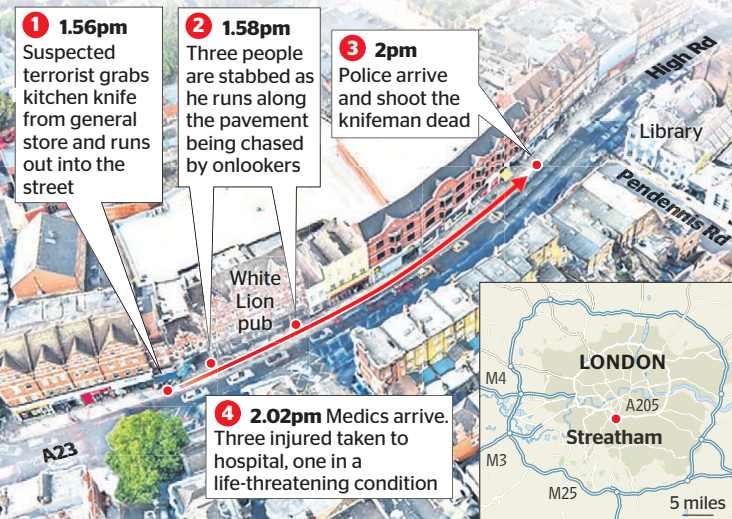 1 1.56pm
Suspected
terrorist grabs
kitchen knife
from general
store and runs
out into the
street
2 1.58pm
Three people
are stabbed as
he runs along
the pavement
being chased
by onlookers
3 2pm
Police arrive
and shoot the
knifeman dead
High Rd
Library
Pendennis Rd
White
Lion
pub
A23
4 2.02pm Medics arrive.
Three injured taken to
hospital, one in a
life-threatening condition
LONDON
M4
A205
Streatham
M3
M25
5 miles